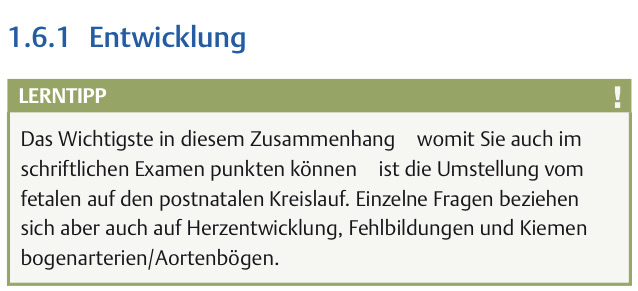 1.6.1 Entwicklung
LERNTIPP !
Das Wichtigste in diesem Zusammenhang womit Sie auch im
schriftlichen Examen punkten können ist die Umstellung vom
fetalen auf den postnatalen Kreislauf. Einzelne Fragen beziehen
sich aber auch auf Herzentwicklung, Fehlbildungen und Kiemen
bogenarterien/Aortenbögen.